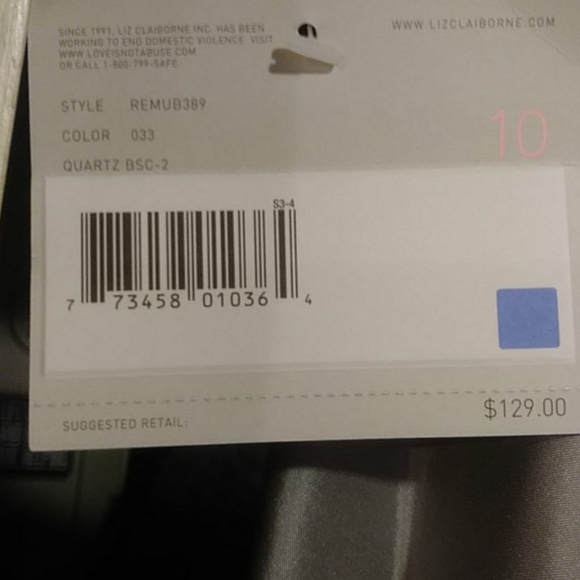 SINCE 1991, LIZ CLAIBORNE INC. HAS BEEN
WORKING TO END DOMESTIC VIOLENCE. VISIT
WWW.LOVEISNOTABUSE.COM
OR CALL 1-800-799-SAFE.
WWW.LIZCLAIBORNE.COM
STYLE REMUB389
COLOR 033
10
QUARTZ BSC-2
S3-4
7 73458 01036 4
$129.00
SUGGESTED RETAIL: